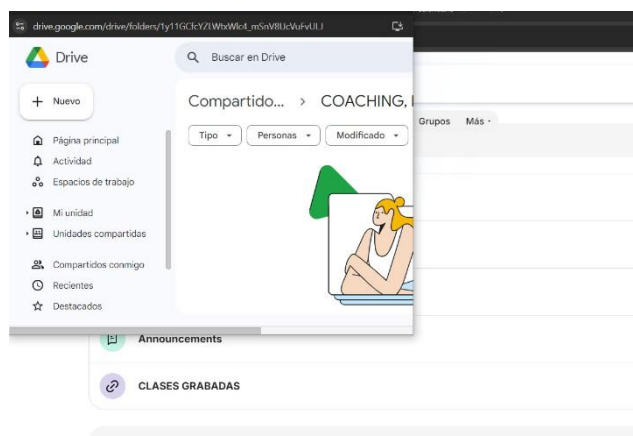 drive.google.com/drive/folders/
Drive
Buscar en Drive
Nuevo
Compartido... > COACHING,
Tipo
Personas
Modificado
Página principal
Actividad
Espacios de trabajo
Mi unidad
Unidades compartidas
Compartidos conmigo
Recientes
Destacados
Grupos
Más
Announcements
CLASES GRABADAS